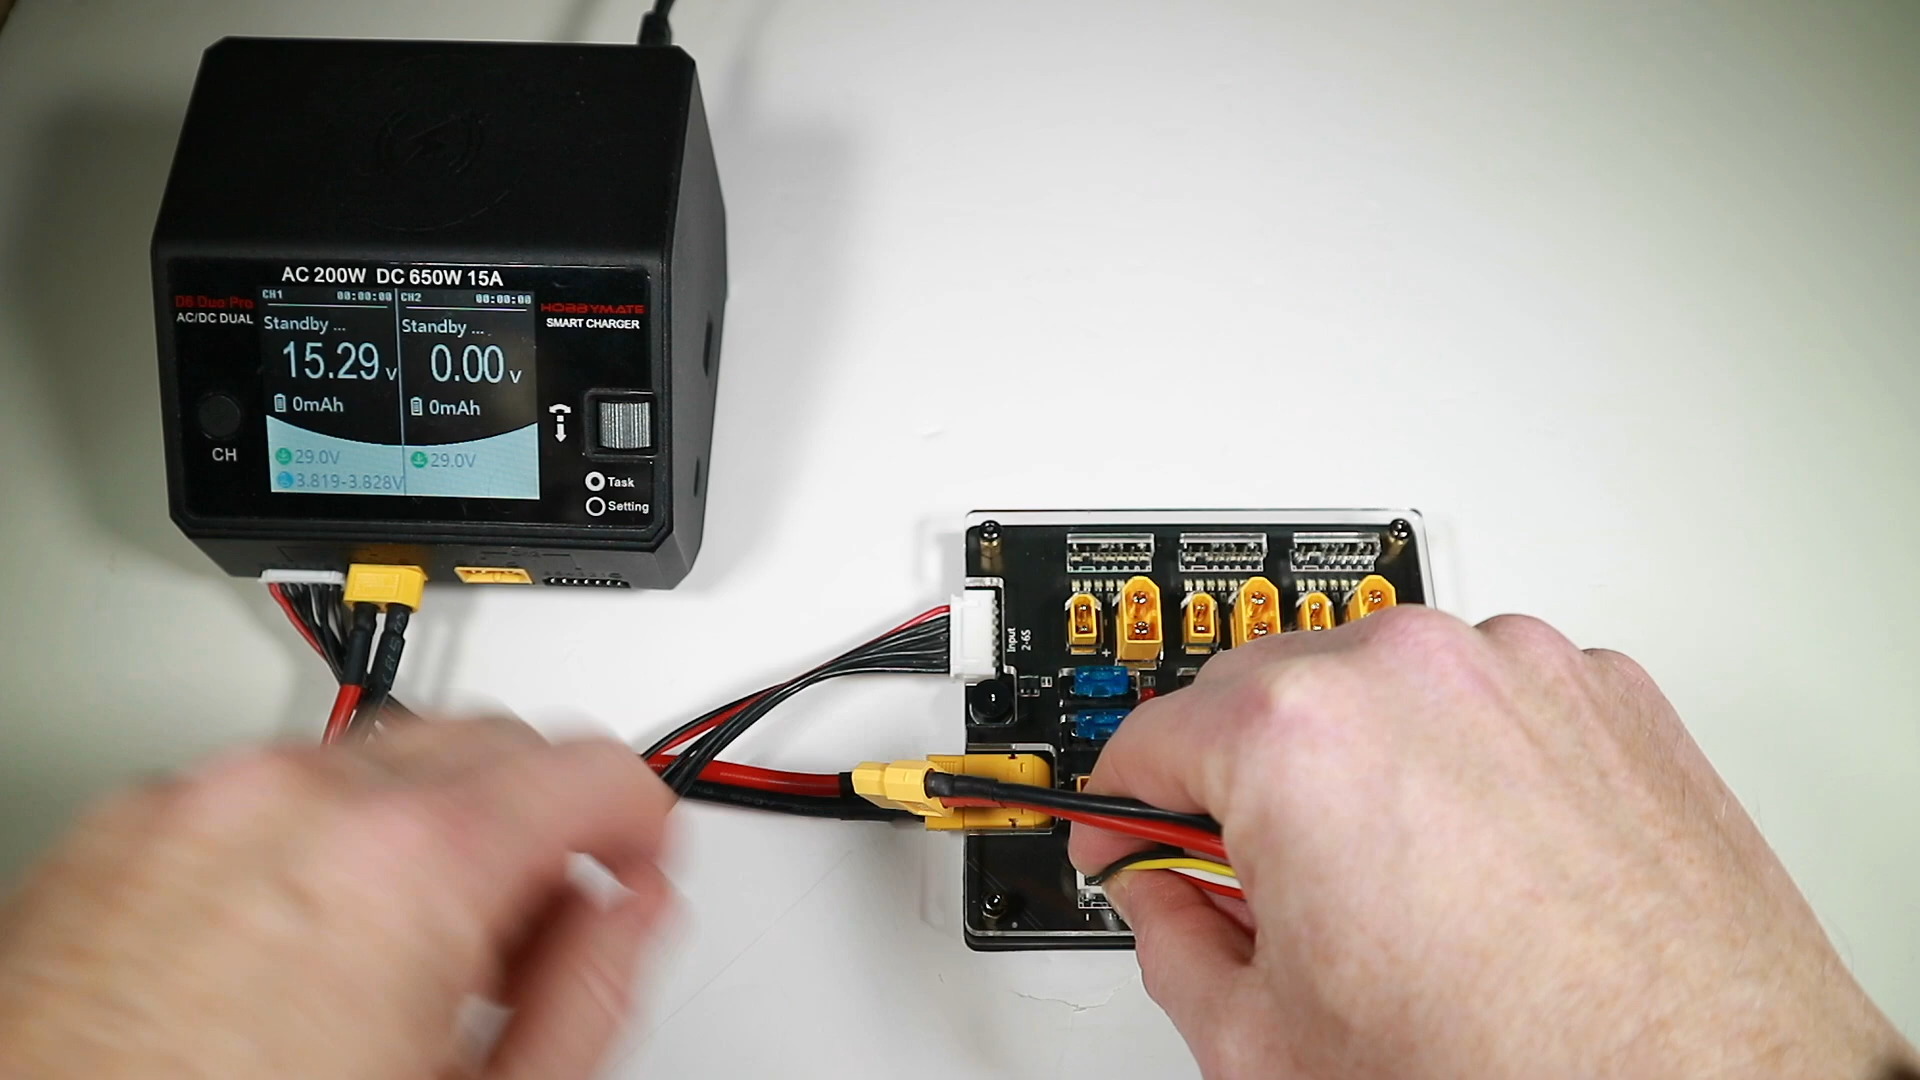 AC 200W DC 650W 15A
D6 Duo Pro
AC/DC DUAL
CH1 00:00:00 CH2 00:00:00
HOBBYMATE
SMART CHARGER
Standby ... Standby ...
15.29 V 0.00 V
0mAh 0mAh
CH
29.0V 29.0V
3.819-3.828V
Task
Setting
Input
2-6S
+